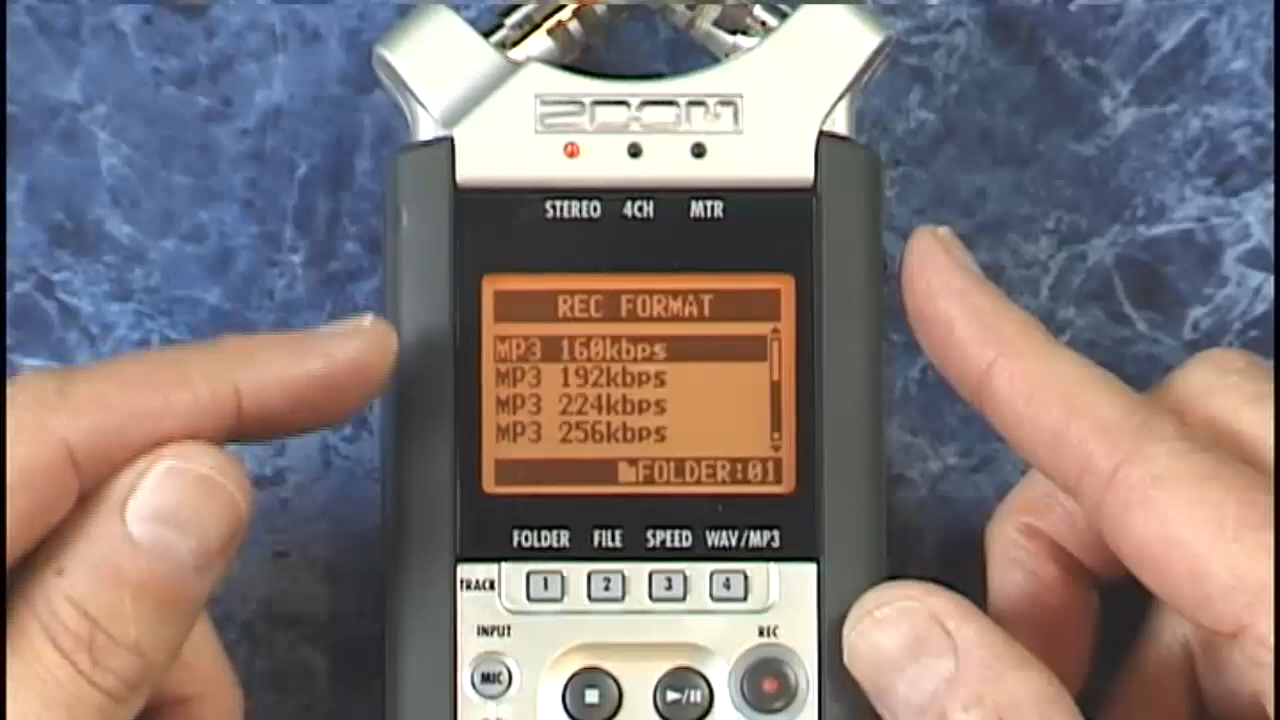 ZOOM
STEREO 4CH MTR
REC FORMAT
MP3 160kbps
MP3 192kbps
MP3 224kbps
MP3 256kbps
FOLDER:01
FOLDER FILE SPEED WAV/MP3
TRACK 1 2 3 4
INPUT REC
MIC